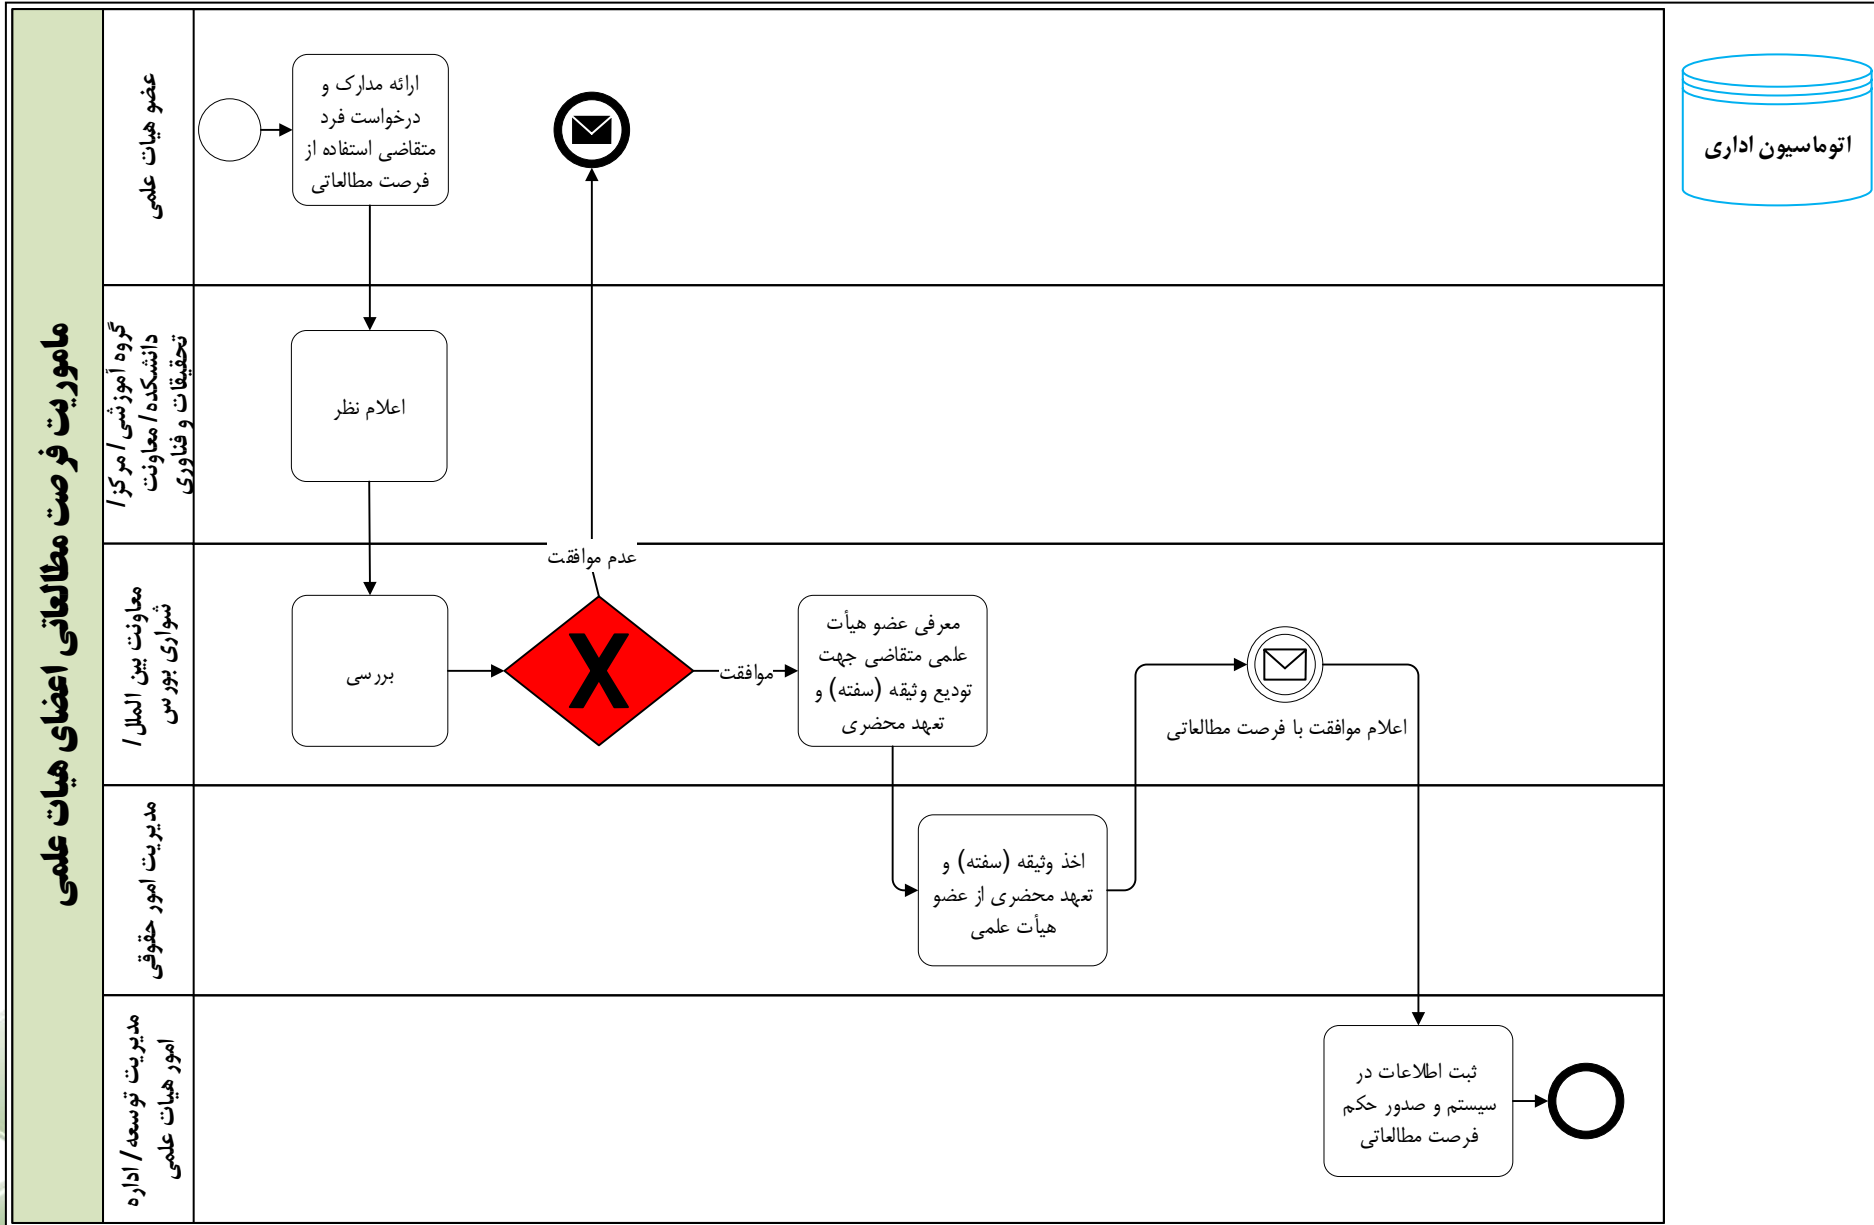 ماموریت فرصت مطالعاتی اعضای هیات علمی
عضو هیات علمی
ارائه مدارک و
درخواست فرد
متقاضی استفاده از
فرصت مطالعاتی
اتوماسیون اداری
گروه آموزشی / مرکز /
دانشکده / معاونت
تحقیقات و فناوری
اعلام نظر
معاونت بین الملل /
شواری بورس
بررسی
عدم موافقت
X
موافقت
معرفی عضو هیأت
علمی متقاضی جهت
تودیع وثیقه (سفته) و
تعهد محضری
اعلام موافقت با فرصت مطالعاتی
مدیریت امور حقوقی
اخذ وثیقه (سفته) و
تعهد محضری از عضو
هیأت علمی
مدیریت توسعه / اداره
امور هیات علمی
ثبت اطلاعات در
سیستم و صدور حکم
فرصت مطالعاتی